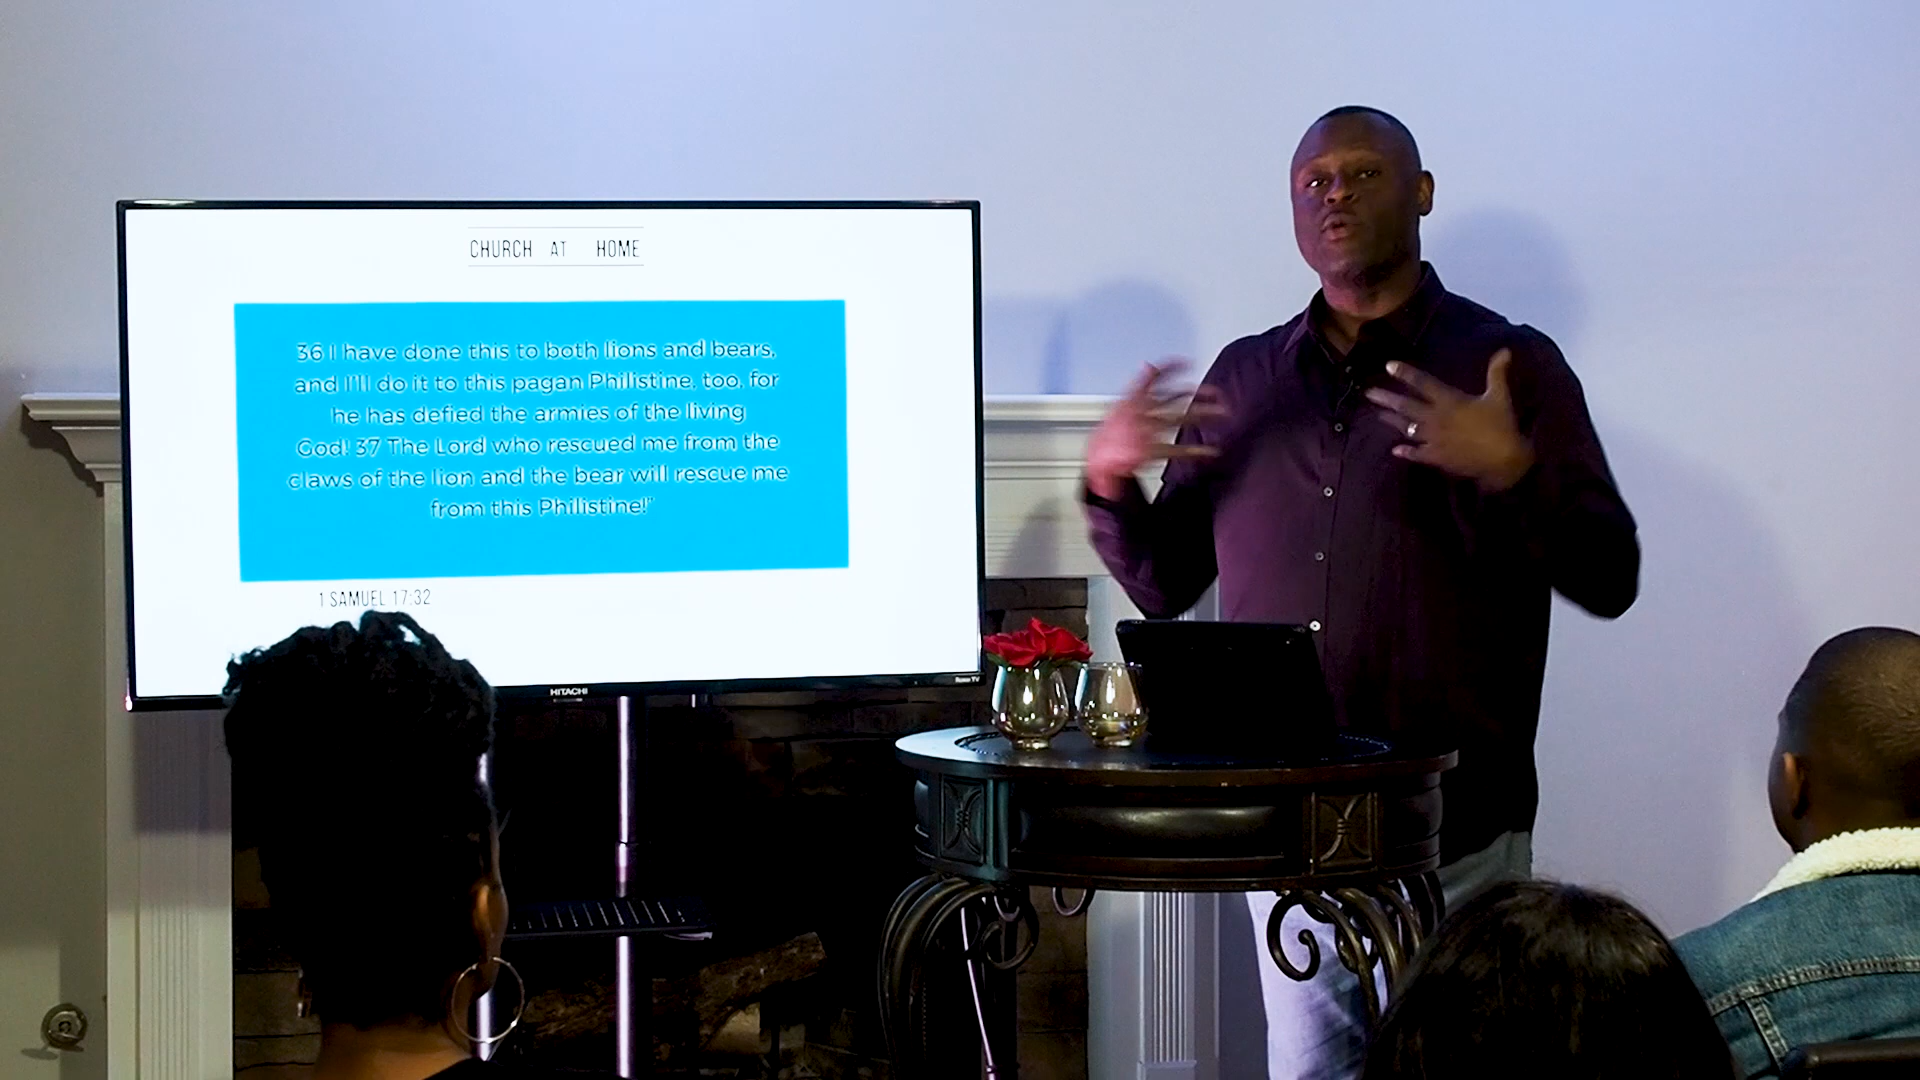 CHURCH AT HOME
36 I have done this to both lions and bears,
and I'll do it to this pagan Philistine, too, for
he has defied the armies of the living
God! 37 The Lord who rescued me from the
claws of the lion and the bear will rescue me
from this Philistine!"
1 SAMUEL 17:32
HITACHI
Roku TV